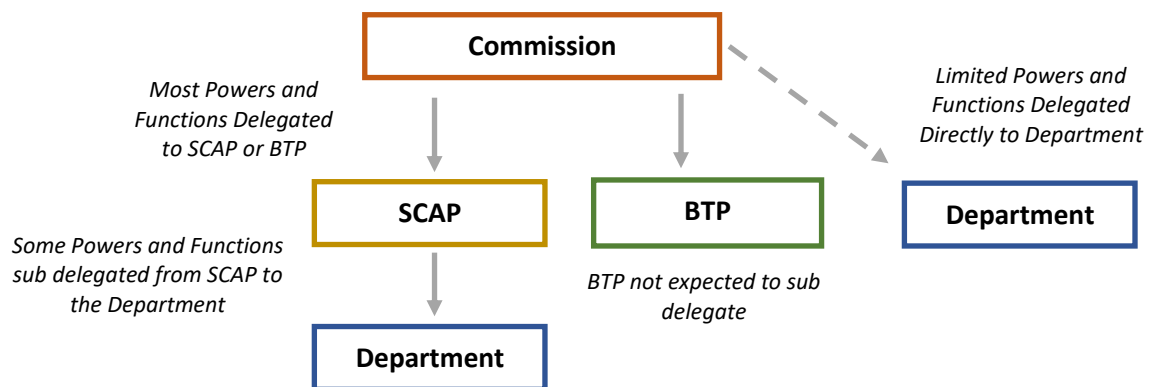 Commission
Most Powers and
Functions Delegated
to SCAP or BTP
Limited Powers and
Functions Delegated
Directly to Department
SCAP
BTP
Department
Some Powers and Functions
sub delegated from SCAP to
the Department
BTP not expected to sub
delegate
Department